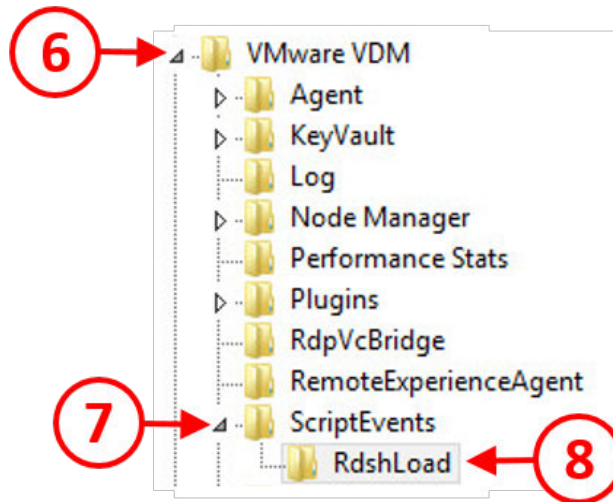 6 VMware VDM
Agent
KeyVault
Log
Node Manager
Performance Stats
Plugins
RdpVcBridge
RemoteExperienceAgent
7 ScriptEvents
RdshLoad 8